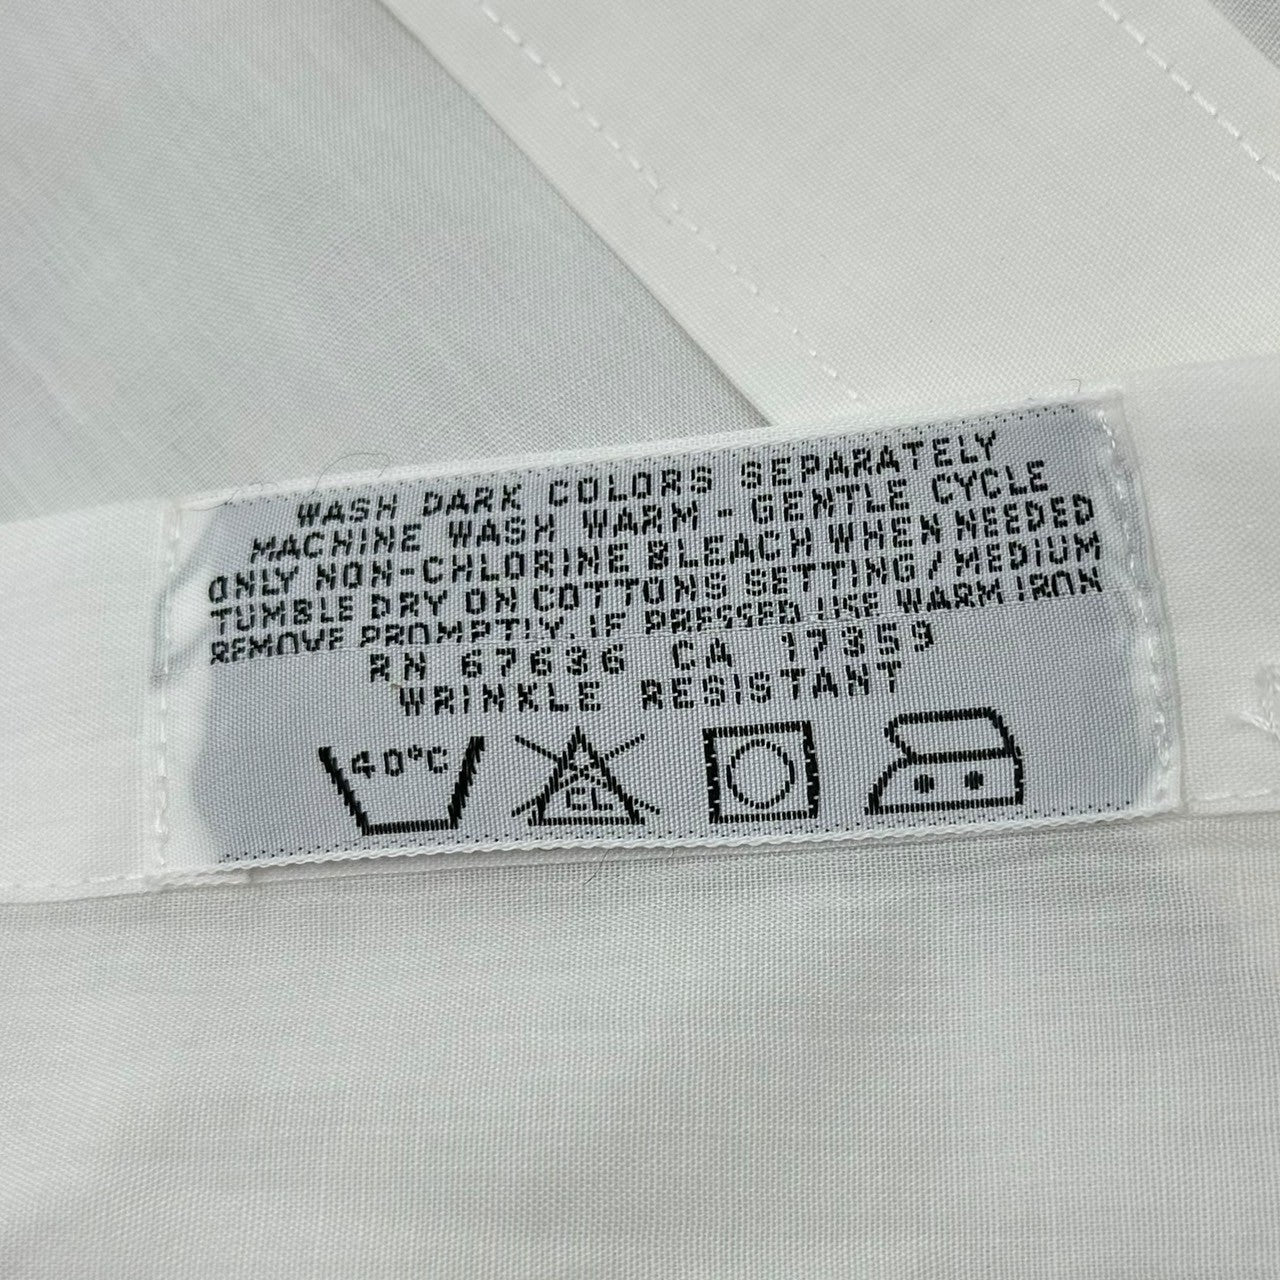 WASH DARK COLORS SEPARATELY
MACHINE WASH WARM - GENTLE CYCLE
ONLY NON-CHLORINE BLEACH WHEN NEEDED
TUMBLE DRY ON COTTONS SETTING/MEDIUM
REMOVE PROMPTLY. IF PRESSED USE WARM IRON
RN 67636 CA 17359
WRINKLE RESISTANT
40°C CL